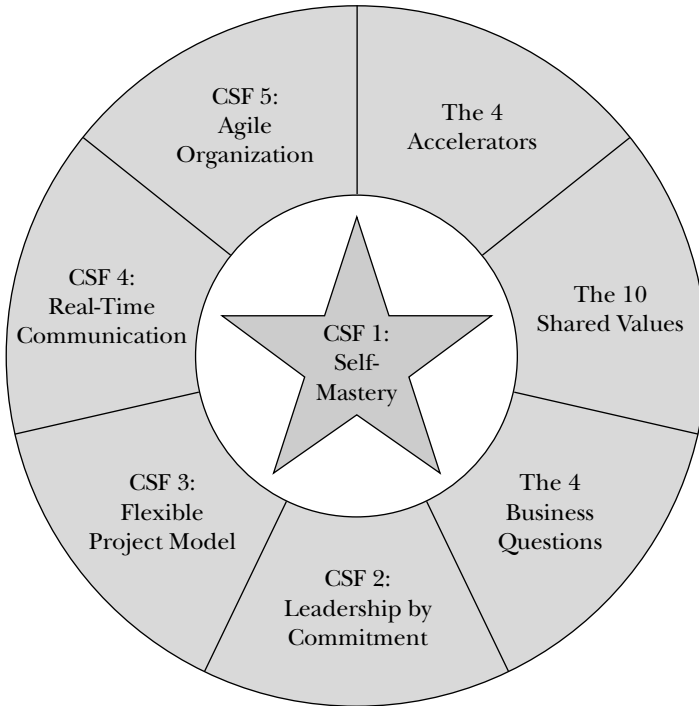 CSF 5:
Agile
Organization
The 4
Accelerators
CSF 4:
Real-Time
Communication
The 10
Shared Values
CSF 1:
Self-
Mastery
CSF 3:
Flexible
Project Model
The 4
Business
Questions
CSF 2:
Leadership by
Commitment